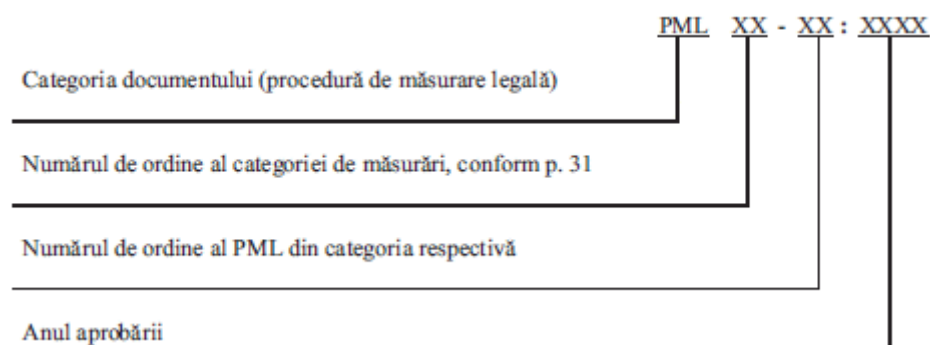 PML XX - XX : XXXX
Categoria documentului (procedură de măsurare legală)
Numărul de ordine al categoriei de măsurări, conform p. 31
Numărul de ordine al PML din categoria respectivă
Anul aprobării